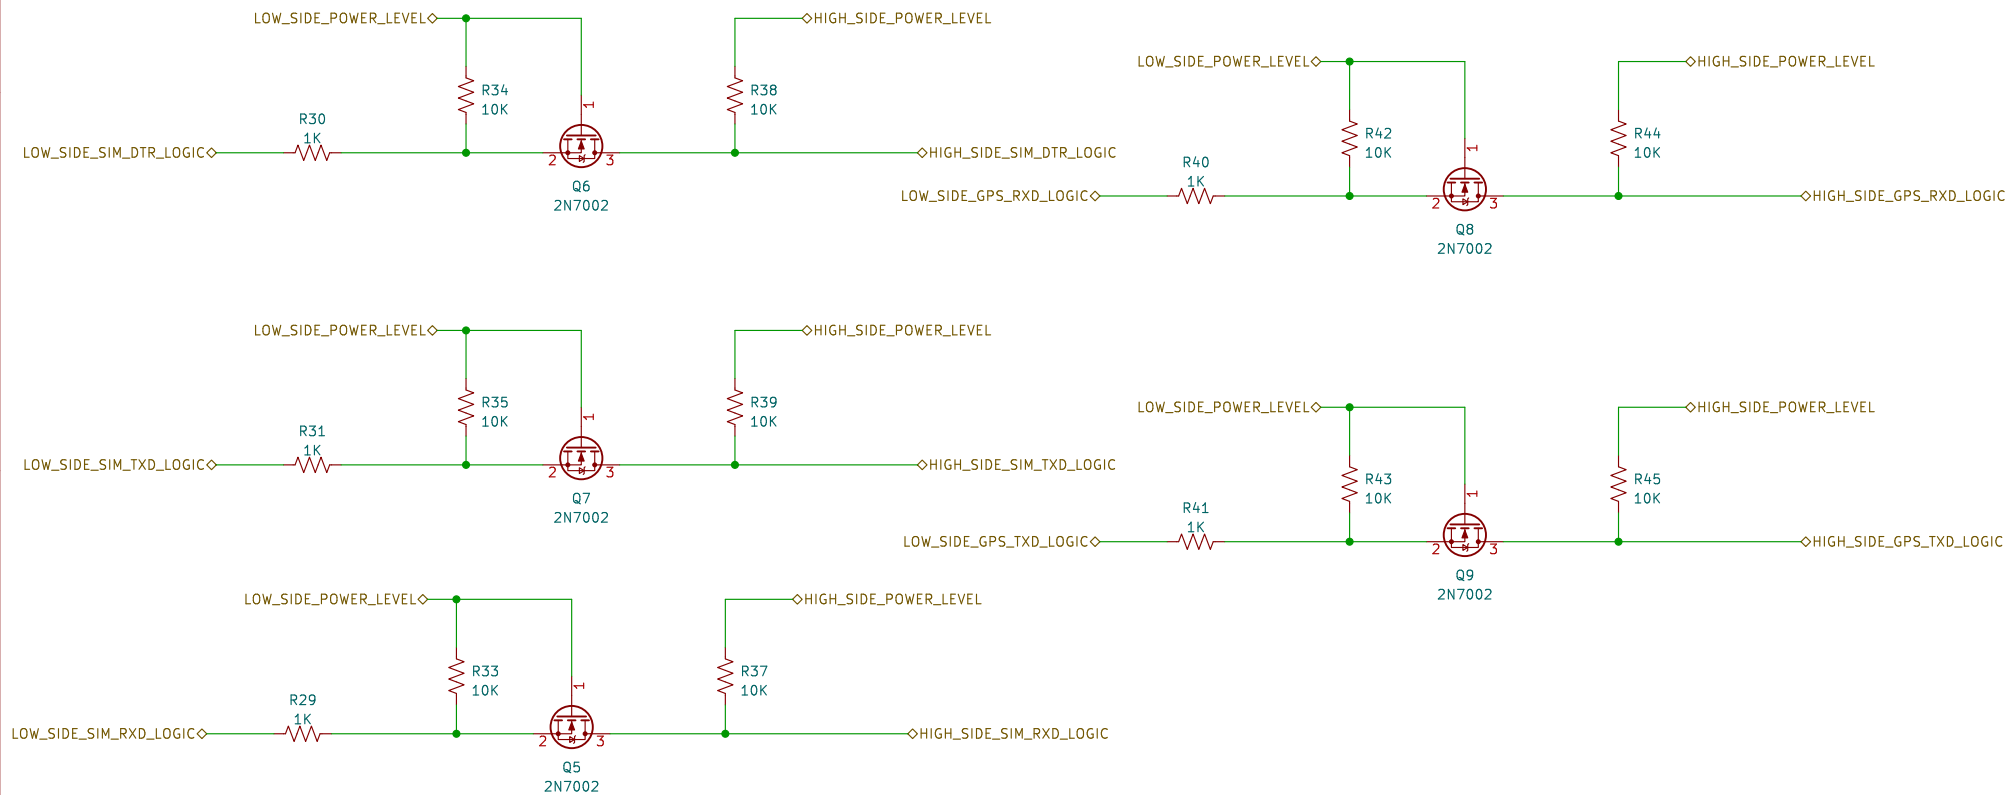 LOW_SIDE_POWER_LEVEL
HIGH_SIDE_POWER_LEVEL
R34
10K
R38
10K
1
R30
1K
LOW_SIDE_SIM_DTR_LOGIC
2
3
HIGH_SIDE_SIM_DTR_LOGIC
Q6
2N7002
LOW_SIDE_POWER_LEVEL
HIGH_SIDE_POWER_LEVEL
R42
10K
R44
10K
1
R40
1K
LOW_SIDE_GPS_RXD_LOGIC
2
3
HIGH_SIDE_GPS_RXD_LOGIC
Q8
2N7002
LOW_SIDE_POWER_LEVEL
HIGH_SIDE_POWER_LEVEL
R35
10K
R39
10K
1
R31
1K
LOW_SIDE_SIM_TXD_LOGIC
2
3
HIGH_SIDE_SIM_TXD_LOGIC
Q7
2N7002
LOW_SIDE_POWER_LEVEL
HIGH_SIDE_POWER_LEVEL
R43
10K
R45
10K
1
R41
1K
LOW_SIDE_GPS_TXD_LOGIC
2
3
HIGH_SIDE_GPS_TXD_LOGIC
Q9
2N7002
LOW_SIDE_POWER_LEVEL
HIGH_SIDE_POWER_LEVEL
R33
10K
R37
10K
1
R29
1K
LOW_SIDE_SIM_RXD_LOGIC
2
3
HIGH_SIDE_SIM_RXD_LOGIC
Q5
2N7002